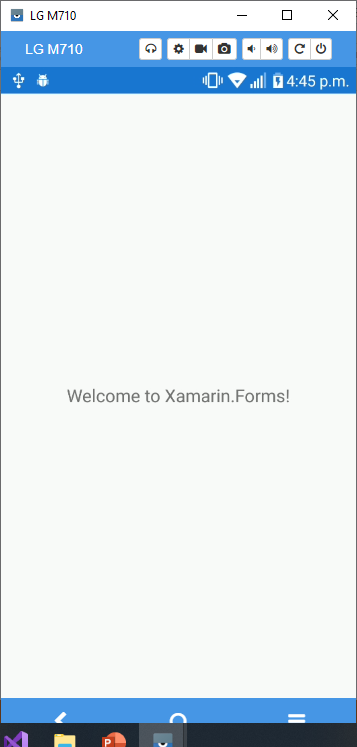 LG M710
LG M710
4:45 p.m.
Welcome to Xamarin.Forms!
P